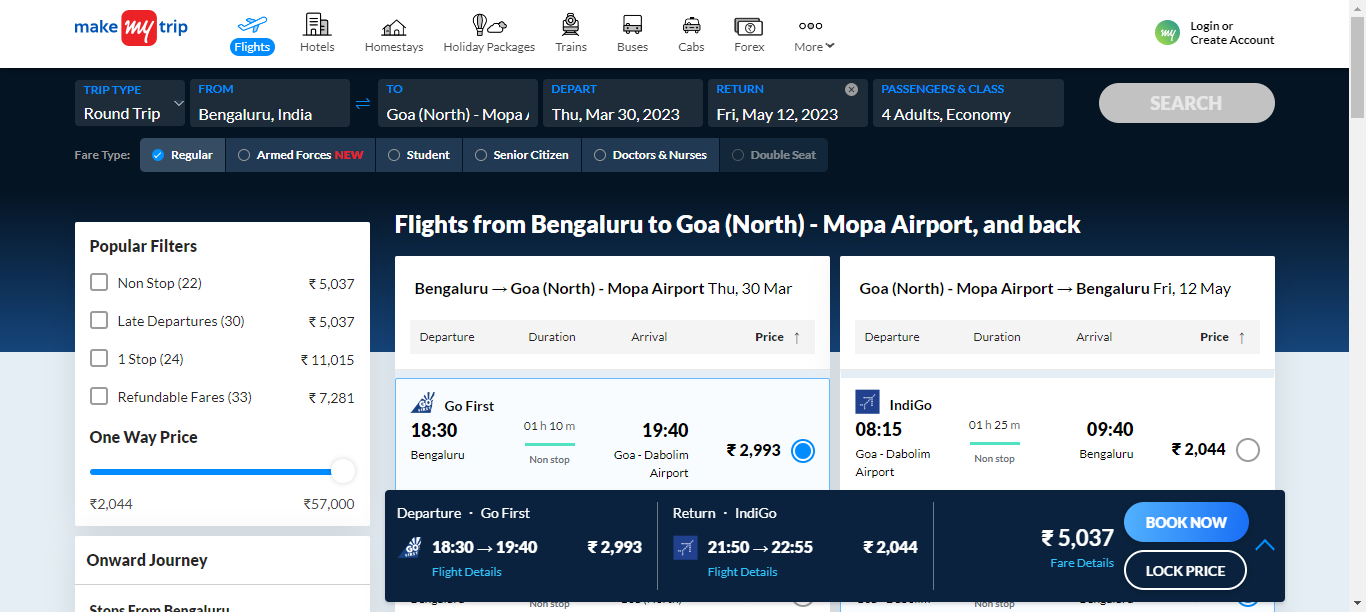 make my trip
Flights
Hotels
Homestays
Holiday Packages
Trains
Buses
Cabs
Forex
More
my
Login or
Create Account
TRIP TYPE
Round Trip
FROM
Bengaluru, India
TO
Goa (North) - Mopa
DEPART
Thu, Mar 30, 2023
RETURN
Fri, May 12, 2023
PASSENGERS & CLASS
4 Adults, Economy
SEARCH
Fare Type:
Regular
Armed Forces NEW
Student
Senior Citizen
Doctors & Nurses
Double Seat
Flights from Bengaluru to Goa (North) - Mopa Airport, and back
Popular Filters
Non Stop (22) ₹ 5,037
Late Departures (30) ₹ 5,037
1 Stop (24) ₹ 11,015
Refundable Fares (33) ₹ 7,281
One Way Price
₹2,044 ₹57,000
Onward Journey
Stops From Bengaluru
Bengaluru → Goa (North) - Mopa Airport Thu, 30 Mar
Departure Duration Arrival Price ↑
GO FIRST
Go First
18:30 01 h 10 m 19:40 ₹ 2,993
Bengaluru Non stop Goa - Dabolim
Airport
Goa (North) - Mopa Airport → Bengaluru Fri, 12 May
Departure Duration Arrival Price ↑
IndiGo
08:15 01 h 25 m 09:40 ₹ 2,044
Goa - Dabolim Non stop Bengaluru
Airport
Departure · Go First
GO FIRST
18:30 → 19:40 ₹ 2,993
Flight Details
Return · IndiGo
21:50 → 22:55 ₹ 2,044
Flight Details
₹ 5,037
Fare Details
BOOK NOW
LOCK PRICE